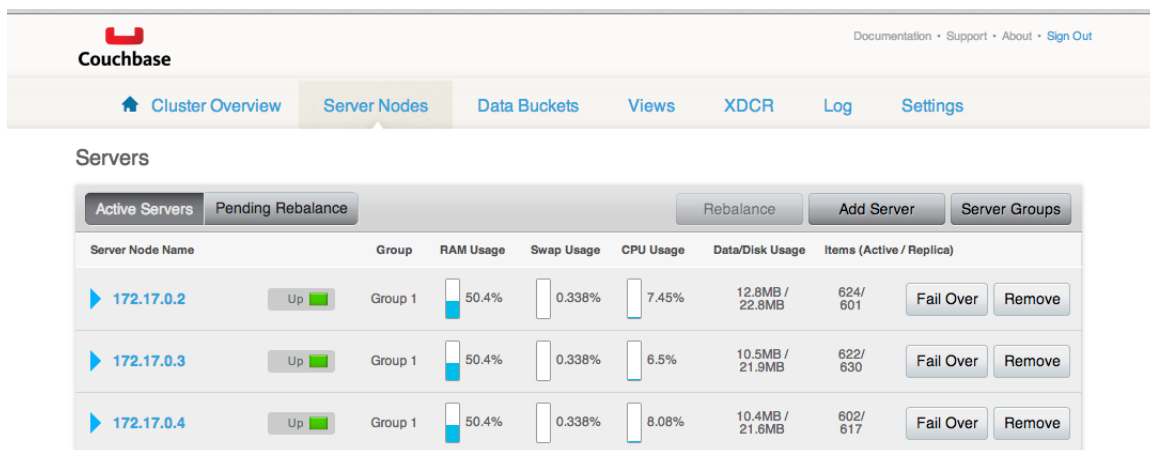 Couchbase
Documentation • Support • About • Sign Out
Cluster Overview Server Nodes Data Buckets Views XDCR Log Settings
Servers
Active Servers Pending Rebalance Rebalance Add Server Server Groups
Server Node Name Group RAM Usage Swap Usage CPU Usage Data/Disk Usage Items (Active / Replica)
172.17.0.2 Up Group 1 50.4% 0.338% 7.45% 12.8MB / 22.8MB 624/ 601 Fail Over Remove
172.17.0.3 Up Group 1 50.4% 0.338% 6.5% 10.5MB / 21.9MB 622/ 630 Fail Over Remove
172.17.0.4 Up Group 1 50.4% 0.338% 8.08% 10.4MB / 21.6MB 602/ 617 Fail Over Remove